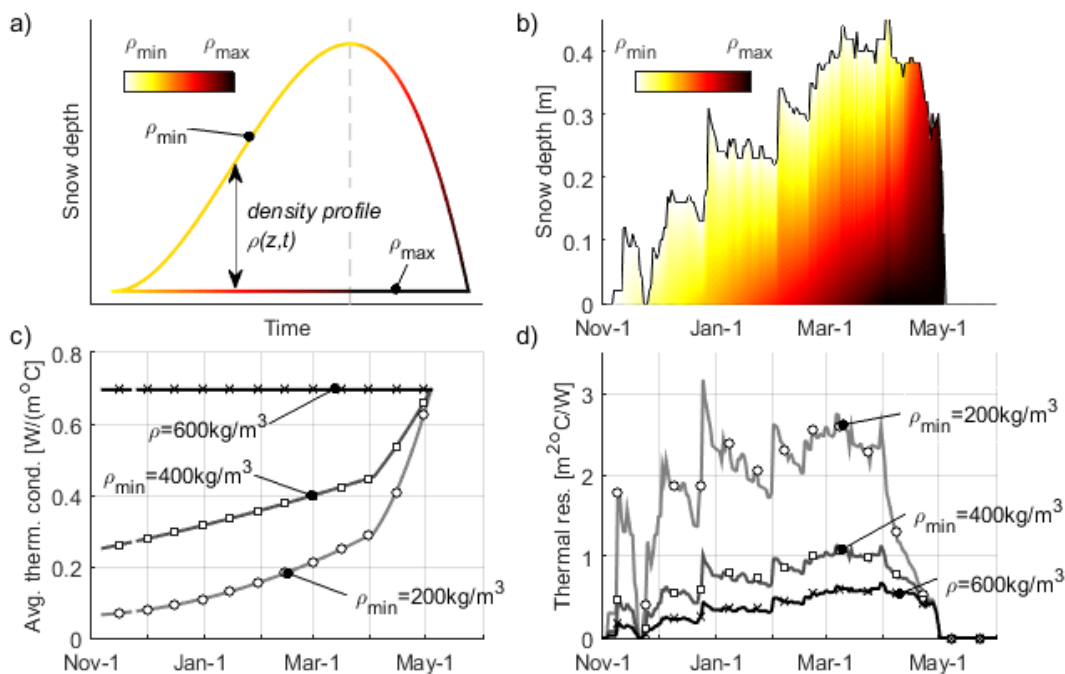 a)
ρmin ρmax
ρmin
density profile
ρ(z,t)
ρmax
Snow depth
Time
b)
ρmin ρmax
Snow depth [m]
0.4
0.3
0.2
0.1
0
Nov-1 Jan-1 Mar-1 May-1
c)
Avg. therm. cond. [W/(m°C]
0.8
0.6
0.4
0.2
0
ρ=600kg/m³
ρmin=400kg/m³
ρmin=200kg/m³
Nov-1 Jan-1 Mar-1 May-1
d)
Thermal res. [m²°C/W]
3
2
1
0
ρmin=200kg/m³
ρmin=400kg/m³
ρ=600kg/m³
Nov-1 Jan-1 Mar-1 May-1